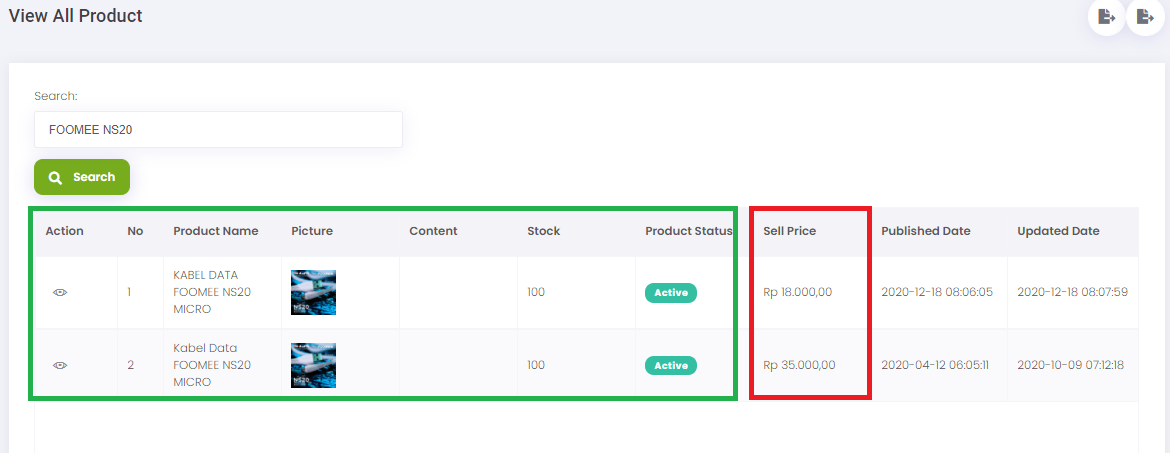 View All Product
Search:
FOOMEE NS20
Search
Action No Product Name Picture Content Stock Product Status Sell Price Published Date Updated Date
KABEL DATA
1 FOOMEE NS20 100 Active Rp 18.000,00 2020-12-18 08:06:05 2020-12-18 08:07:59
MICRO
NS20
Kabel Data
2 FOOMEE NS20 100 Active Rp 35.000,00 2020-04-12 06:05:11 2020-10-09 07:12:18
MICRO
NS20